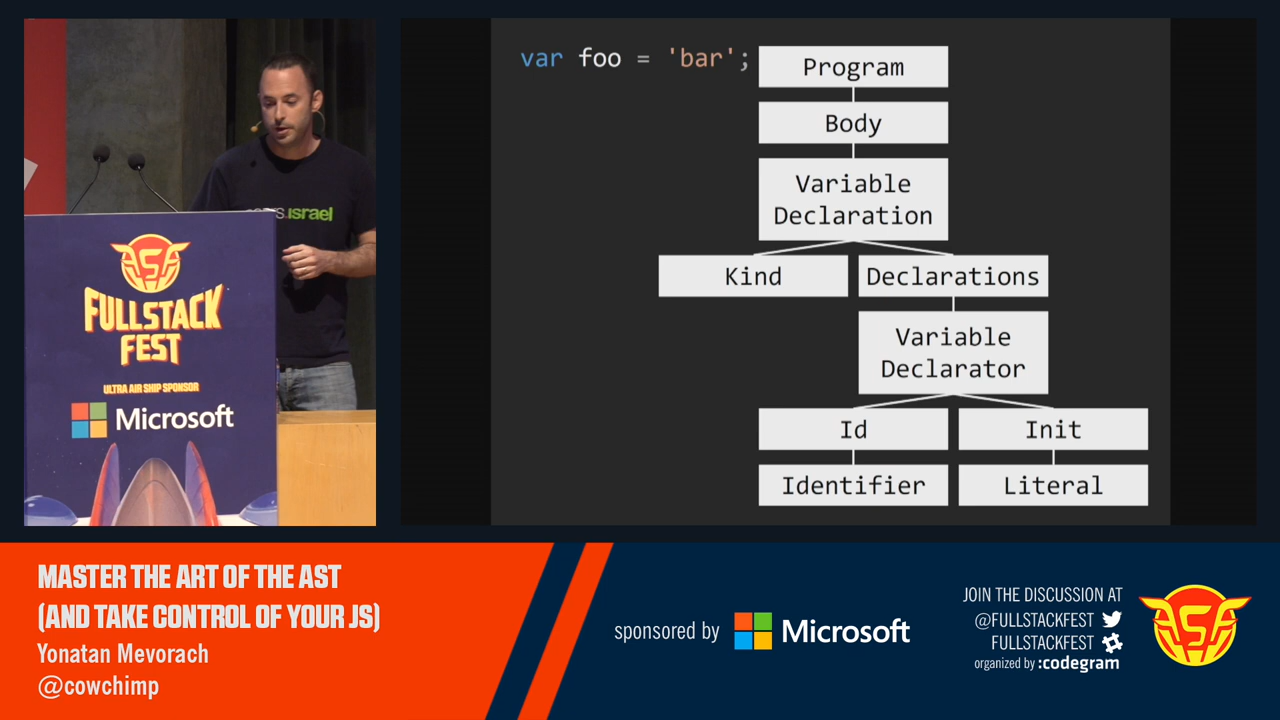 var foo = 'bar';
Program
Body
Variable
Declaration
Kind
Declarations
Variable
Declarator
Id
Init
Identifier
Literal
.israel
FULLSTACK
FEST
ULTRA AIR SHIP SPONSOR
Microsoft
MASTER THE ART OF THE AST
(AND TAKE CONTROL OF YOUR JS)
Yonatan Mevorach
@cowchimp
sponsored by Microsoft
JOIN THE DISCUSSION AT
@FULLSTACKFEST
FULLSTACKFEST
organized by :codegram